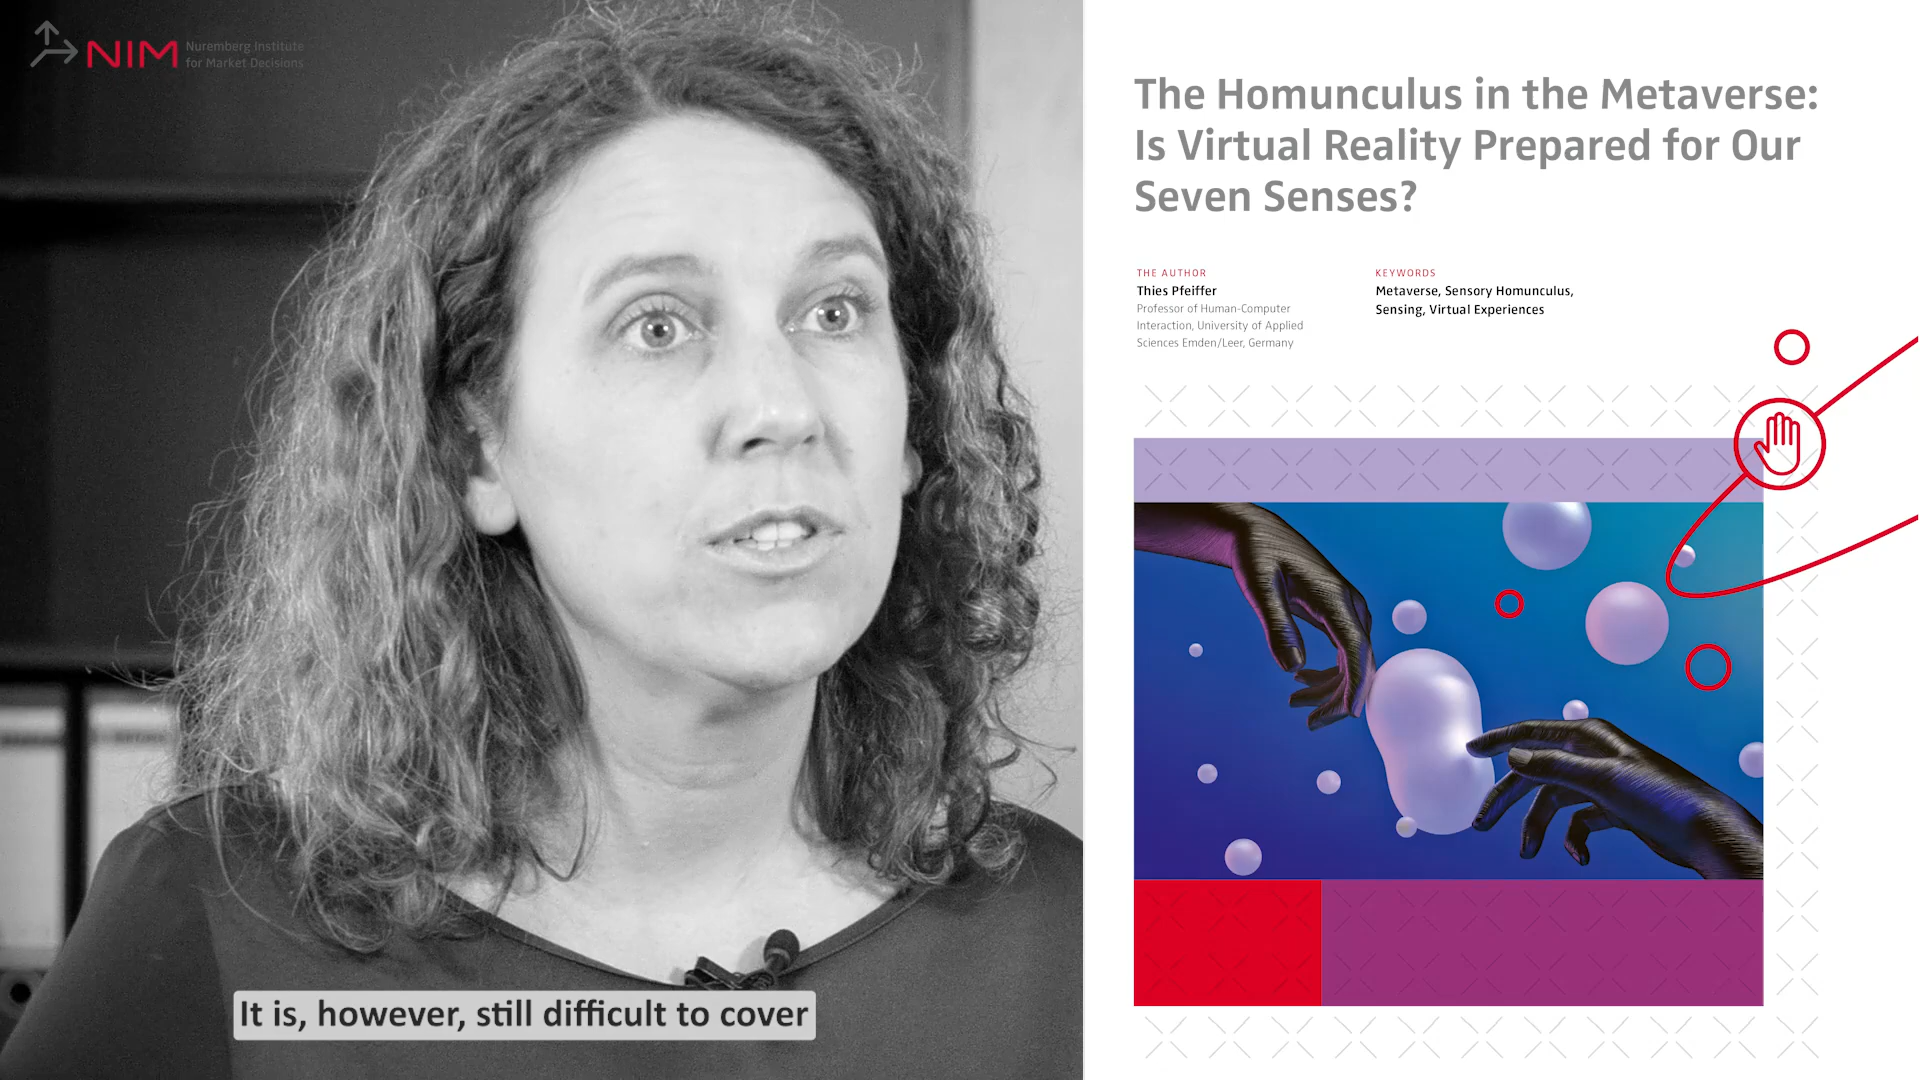 NIM
Nuremberg Institute
for Market Decisions
The Homunculus in the Metaverse:
Is Virtual Reality Prepared for Our
Seven Senses?
THE AUTHOR
Thies Pfeiffer
Professor of Human-Computer
Interaction, University of Applied
Sciences Emden/Leer, Germany
KEYWORDS
Metaverse, Sensory Homunculus,
Sensing, Virtual Experiences
It is, however, still difficult to cover